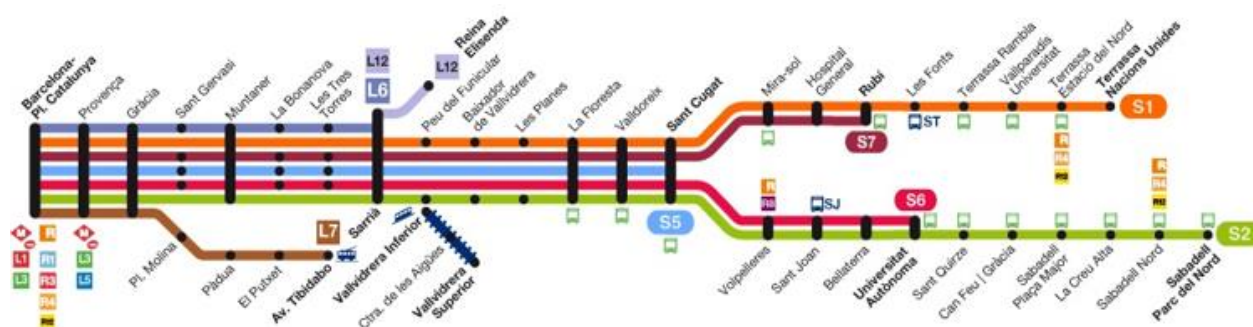 Barcelona-
Pl. Catalunya
Provença
Gràcia
Sant Gervasi
Muntaner
La Bonanova
Les Tres
Torres
L12
L6
Sarrià
L12
Reina
Elisenda
Peu del Funicular
Baixador
de Vallvidrera
Les Planes
La Floresta
Valldoreix
Sant Cugat
Mira-sol
Hospital
General
Rubí
Les Fonts
Terrassa Rambla
Vallparadís
Universitat
Terrassa
Estació del Nord
Terrassa
Nacions Unides
S1
ST
S7
R
R4
R12
S5
R
R8
SJ
S6
R
R4
R12
S2
Volpelleres
Sant Joan
Bellaterra
Universitat
Autònoma
Sant Quirze
Can Feu | Gràcia
Sabadell
Plaça Major
La Creu Alta
Sabadell Nord
Sabadell
Parc del Nord
L7
Pl. Molina
Pàdua
El Putxet
Av. Tibidabo
Vallvidrera Inferior
Ctra. de les Aigües
Vallvidrera
Superior
M
L1
L3
R
R1
R3
R4
R12
M
L3
L5